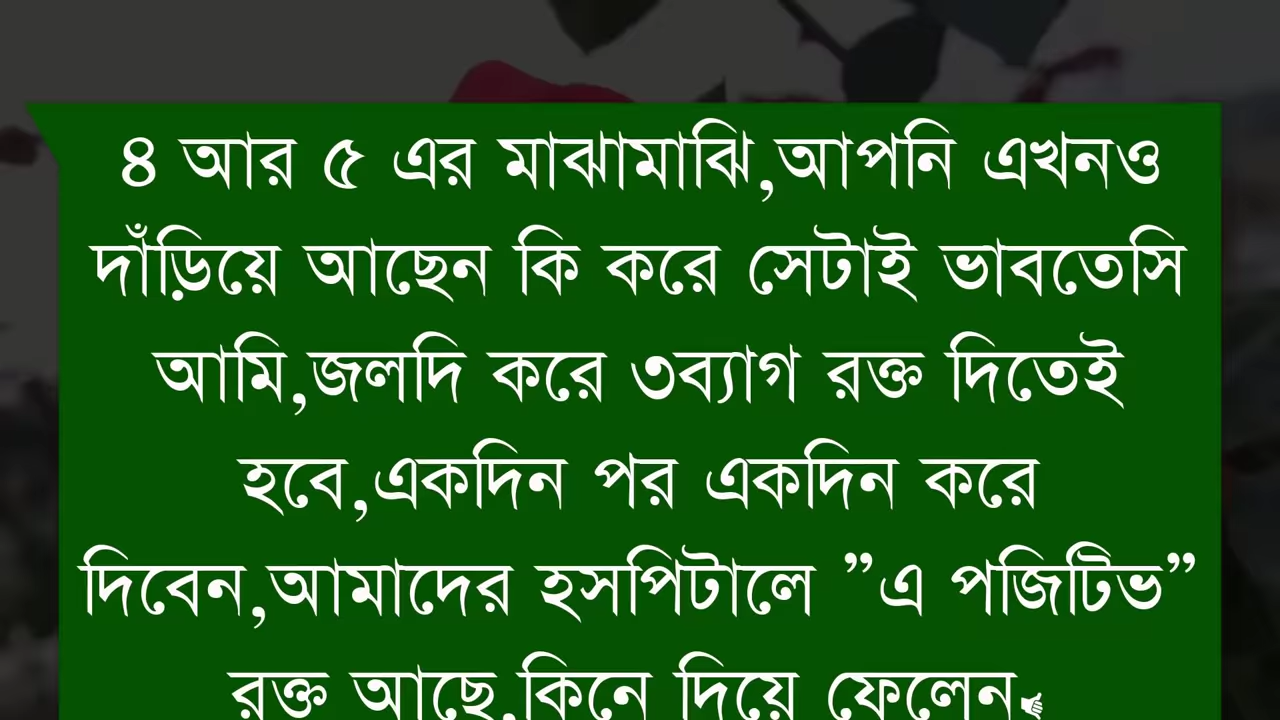 ৪ আর ৫ এর মাঝামাঝি,আপনি এখনও
দাঁড়িয়ে আছেন কি করে সেটাই ভাবতেসি
আমি,জলদি করে ৩ব্যাগ রক্ত দিতেই
হবে,একদিন পর একদিন করে
দিবেন,আমাদের হসপিটালে ”এ পজিটিভ”
রক্ত আছে,কিনে দিয়ে ফেলেন